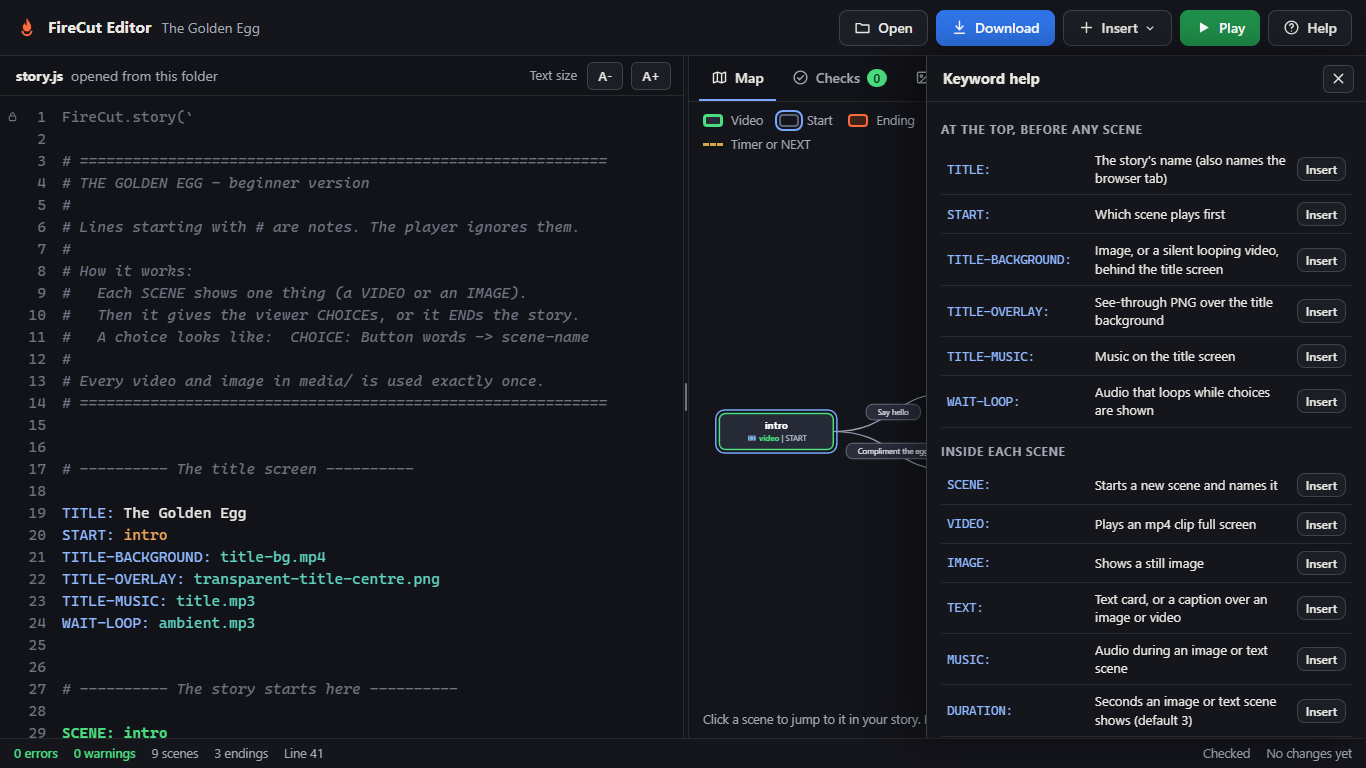 FireCut Editor The Golden Egg
Open Download Insert Play Help
story.js opened from this folder Text size A- A+
1 FireCut.story(`
2
3 # ============================================================
4 # THE GOLDEN EGG - beginner version
5 #
6 # Lines starting with # are notes. The player ignores them.
7 #
8 # How it works:
9 #   Each SCENE shows one thing (a VIDEO or an IMAGE).
10 #   Then it gives the viewer CHOICEs, or it ENDs the story.
11 #   A choice looks like:  CHOICE: Button words -> scene-name
12 #
13 # Every video and image in media/ is used exactly once.
14 # ============================================================
15
16
17 # ---------- The title screen ----------
18
19 TITLE: The Golden Egg
20 START: intro
21 TITLE-BACKGROUND: title-bg.mp4
22 TITLE-OVERLAY: transparent-title-centre.png
23 TITLE-MUSIC: title.mp3
24 WAIT-LOOP: ambient.mp3
25
26
27 # ---------- The story starts here ----------
28
29 SCENE: intro
Map Checks 0
Video Start Ending
Timer or NEXT
Say hello
intro
video | START
Compliment the egg
Click a scene to jump to it in your story.
Keyword help
AT THE TOP, BEFORE ANY SCENE
TITLE: The story's name (also names the browser tab) Insert
START: Which scene plays first Insert
TITLE-BACKGROUND: Image, or a silent looping video, behind the title screen Insert
TITLE-OVERLAY: See-through PNG over the title background Insert
TITLE-MUSIC: Music on the title screen Insert
WAIT-LOOP: Audio that loops while choices are shown Insert
INSIDE EACH SCENE
SCENE: Starts a new scene and names it Insert
VIDEO: Plays an mp4 clip full screen Insert
IMAGE: Shows a still image Insert
TEXT: Text card, or a caption over an image or video Insert
MUSIC: Audio during an image or text scene Insert
DURATION: Seconds an image or text scene shows (default 3) Insert
0 errors 0 warnings 9 scenes 3 endings Line 41 Checked No changes yet